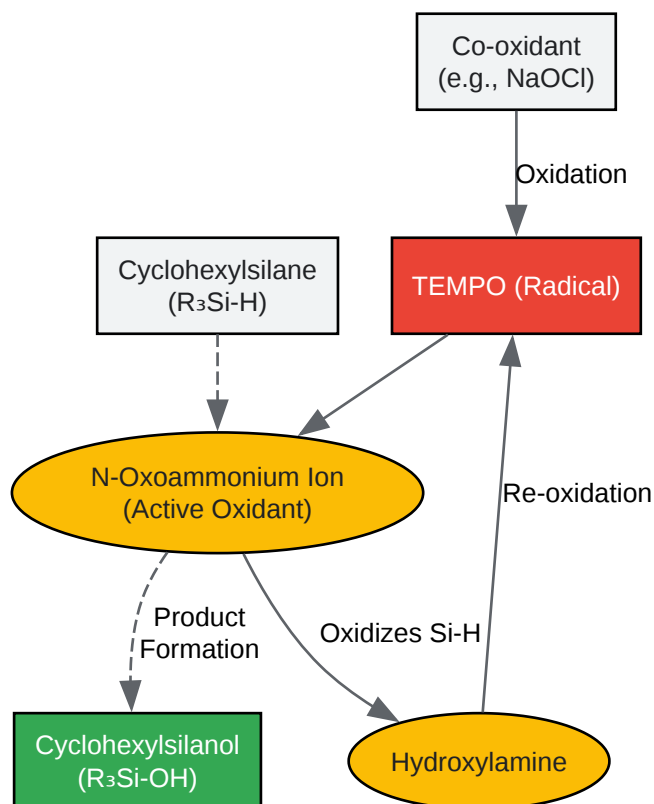 Co-oxidant
(e.g., NaOCl)
Oxidation
Cyclohexylsilane
(R₃Si-H)
TEMPO (Radical)
N-Oxoammonium Ion
(Active Oxidant)
Re-oxidation
Product
Formation
Oxidizes Si-H
Cyclohexylsilanol
(R₃Si-OH)
Hydroxylamine